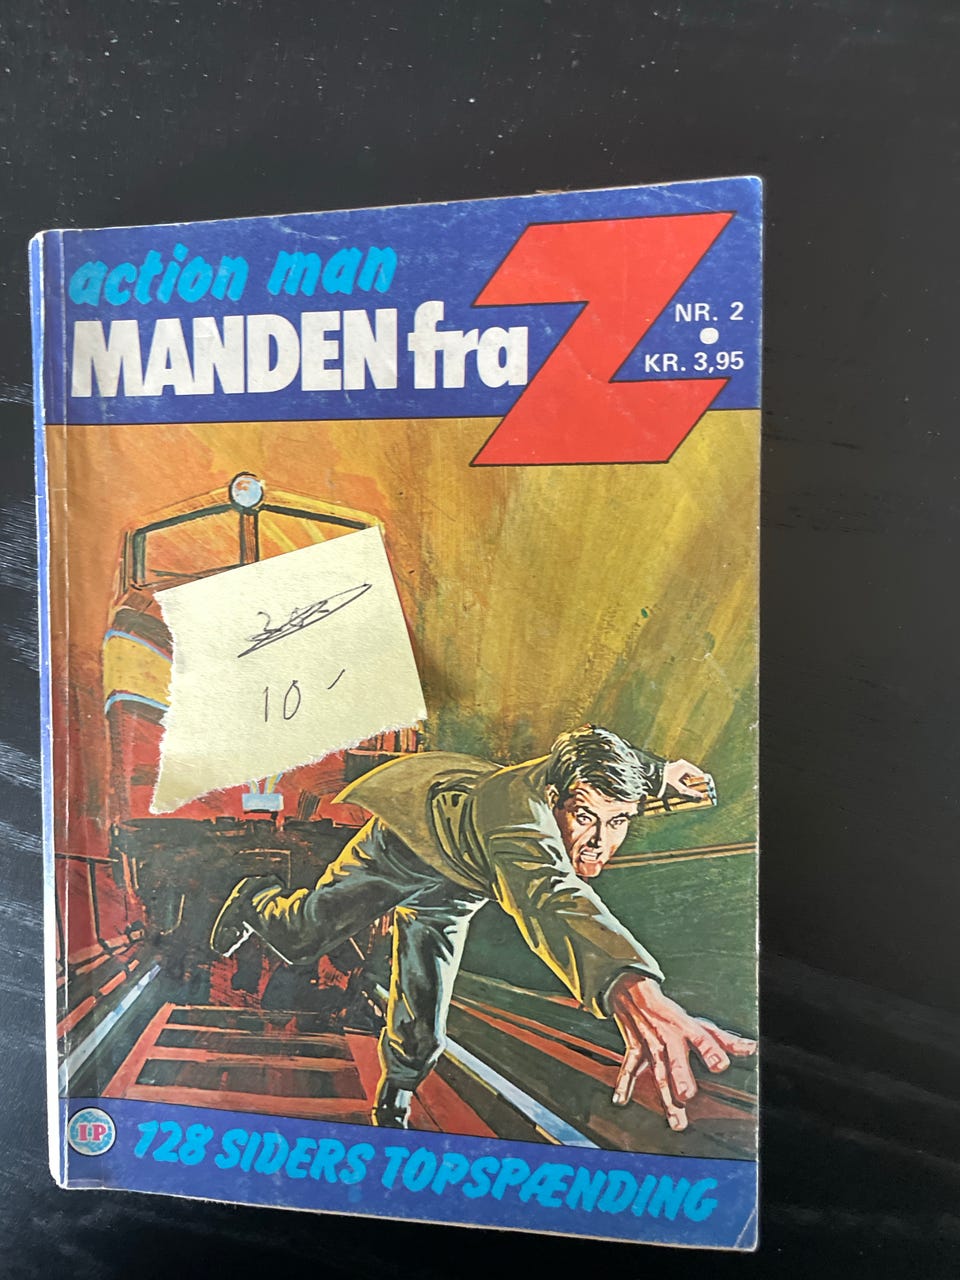 action man
MANDEN fra Z
NR. 2
KR. 3,95
10 -
IP
128 SIDERS TOPSPÆNDING